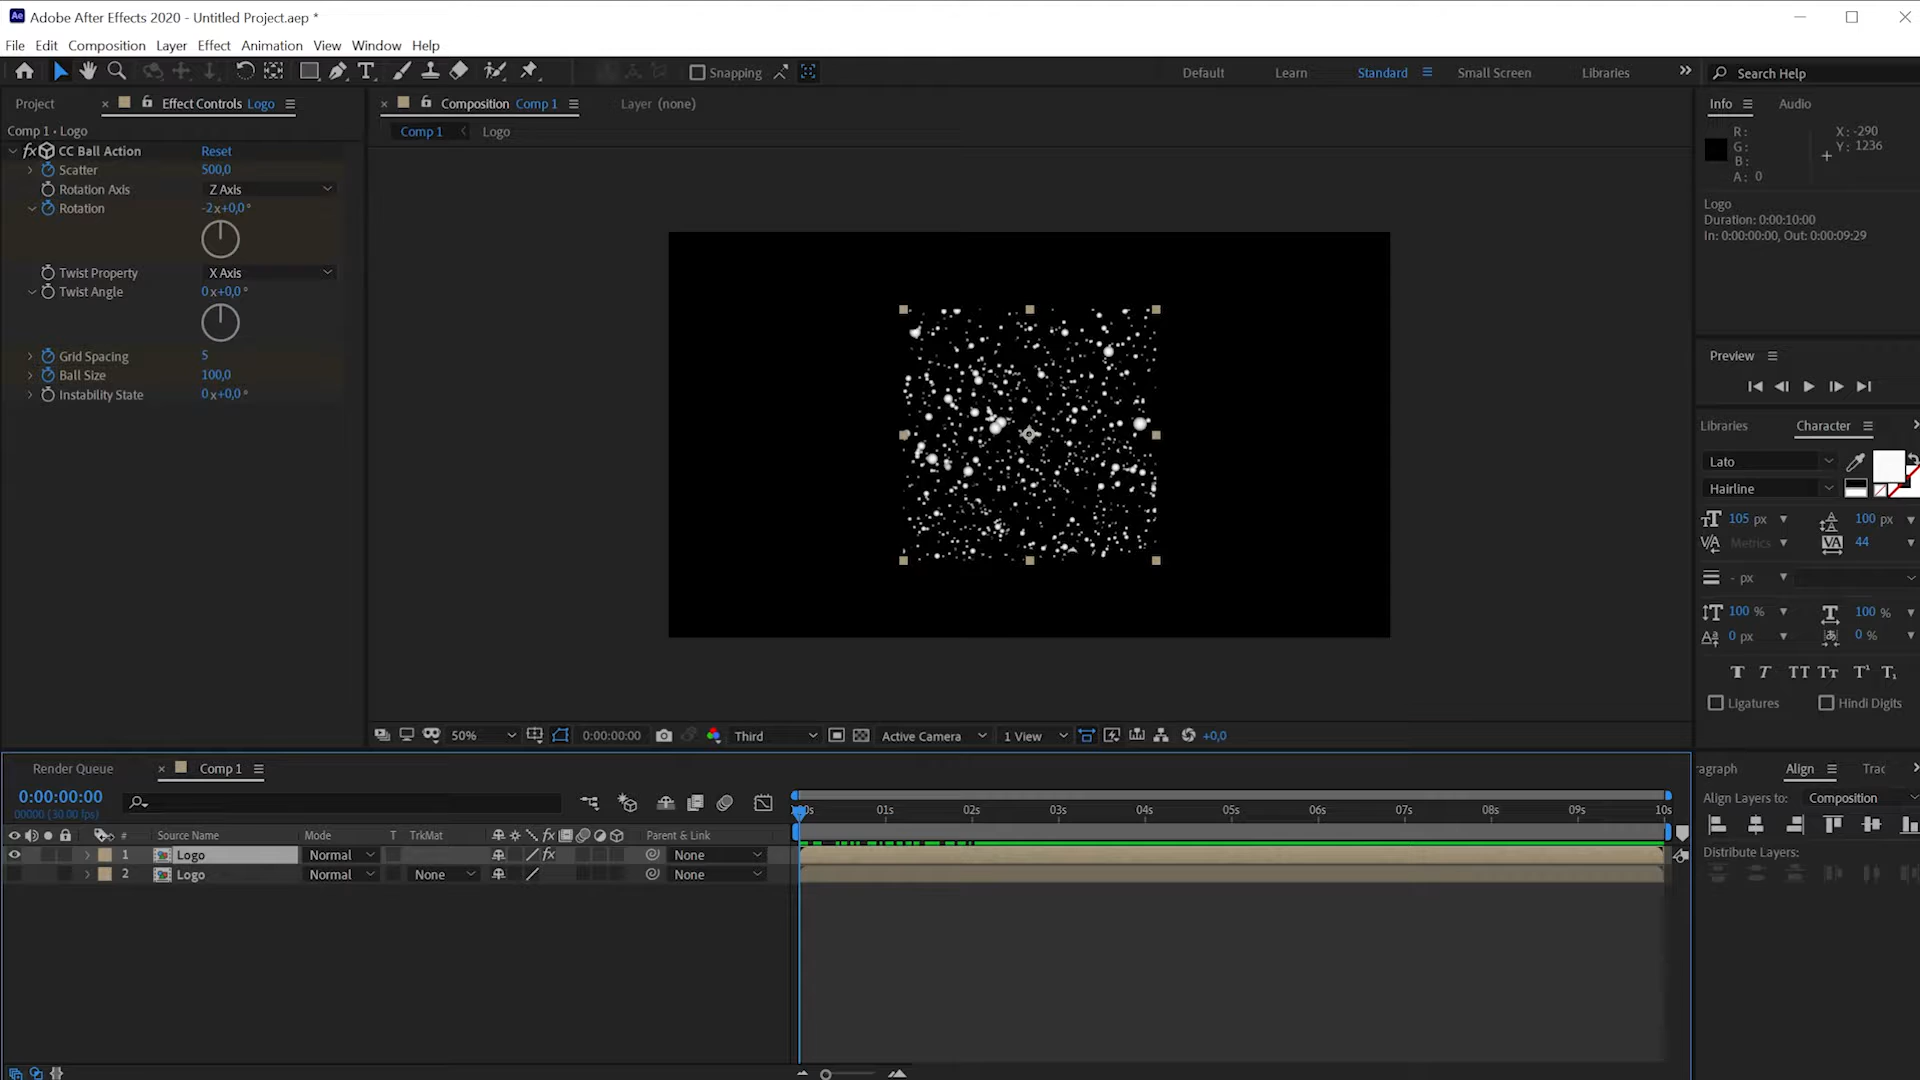 Adobe After Effects 2020 - Untitled Project.aep *
File Edit Composition Layer Effect Animation View Window Help
Snapping
Default Learn Standard Small Screen Libraries
Search Help
Project
Effect Controls Logo
Composition Comp 1
Layer (none)
Info Audio
Comp 1 • Logo
Comp 1 Logo
R:
G:
B:
A: 0
X: -290
Y: 1236
fx CC Ball Action Reset
Scatter 500,0
Rotation Axis Z Axis
Rotation -2x+0,0°
Twist Property X Axis
Twist Angle 0x+0,0°
Grid Spacing 5
Ball Size 100,0
Instability State 0x+0,0°
Logo
Duration: 0:00:10:00
In: 0:00:00:00, Out: 0:00:09:29
Preview
Libraries Character
Lato
Hairline
105 px 100 px
Metrics 44
- px
100 % 100 %
0 px 0 %
T T TT Tt T¹ T₁
Ligatures Hindi Digits
50% 0:00:00:00 Third Active Camera 1 View +0,0
Render Queue Comp 1
0:00:00:00
00000 (30.00 fps)
01s 02s 03s 04s 05s 06s 07s 08s 09s 10s
# Source Name Mode T TrkMat Parent & Link
1 Logo Normal fx None
2 Logo Normal None None
ragraph Align Trac
Align Layers to: Composition
Distribute Layers: